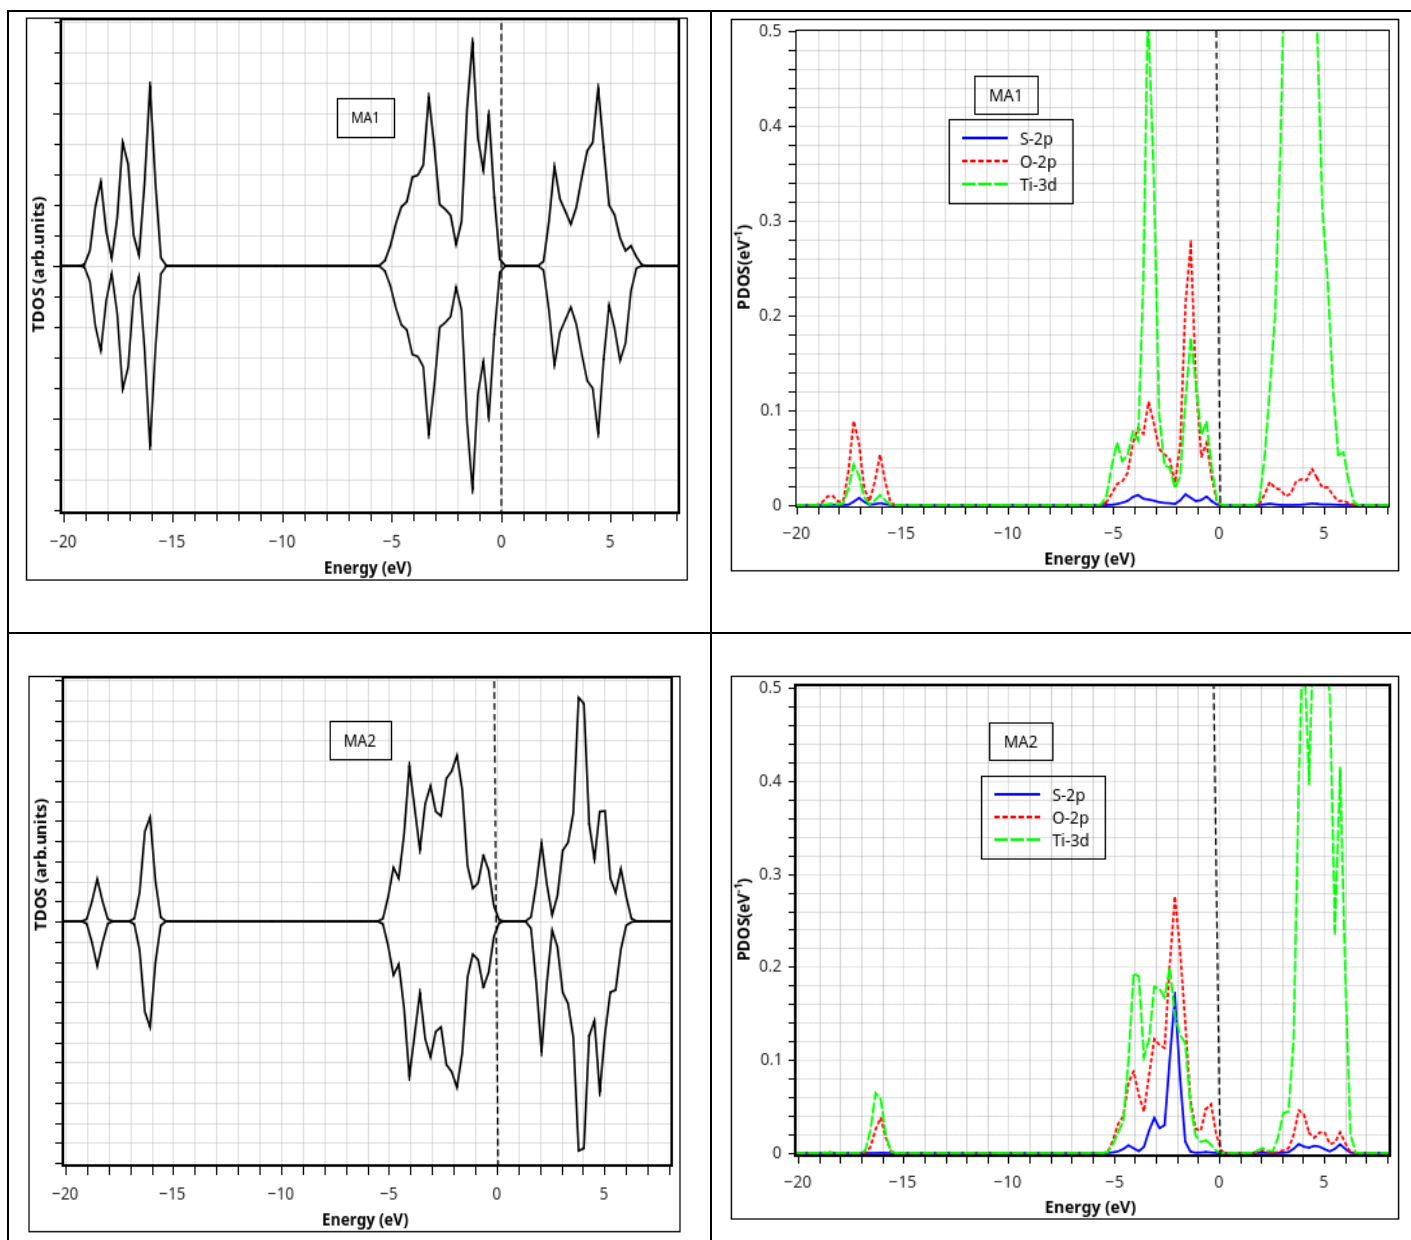 MA1
TDOS (arb.units)
−20 −15 −10 −5 0 5
Energy (eV)
0.5
0.4
0.3
0.2
0.1
0
MA1
S-2p
O-2p
Ti-3d
PDOS(eV⁻¹)
−20 −15 −10 −5 0 5
Energy (eV)
MA2
TDOS (arb.units)
−20 −15 −10 −5 0 5
Energy (eV)
0.5
0.4
0.3
0.2
0.1
0
MA2
S-2p
O-2p
Ti-3d
PDOS(eV⁻¹)
−20 −15 −10 −5 0 5
Energy (eV)